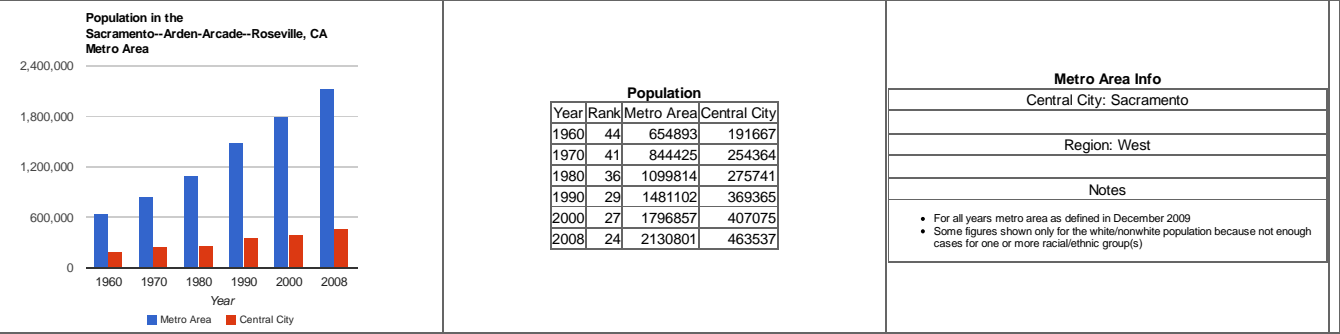 Population in the
Sacramento--Arden-Arcade--Roseville, CA
Metro Area
2,400,000
1,800,000
1,200,000
600,000
0
1960 1970 1980 1990 2000 2008
Year
Metro Area Central City
Population
Year Rank Metro Area Central City
1960 44 654893 191667
1970 41 844425 254364
1980 36 1099814 275741
1990 29 1481102 369365
2000 27 1796857 407075
2008 24 2130801 463537
Metro Area Info
Central City: Sacramento
Region: West
Notes
• For all years metro area as defined in December 2009
• Some figures shown only for the white/nonwhite population because not enough
cases for one or more racial/ethnic group(s)